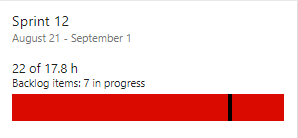 Sprint 12
August 21 - September 1
22 of 17.8 h
Backlog items: 7 in progress